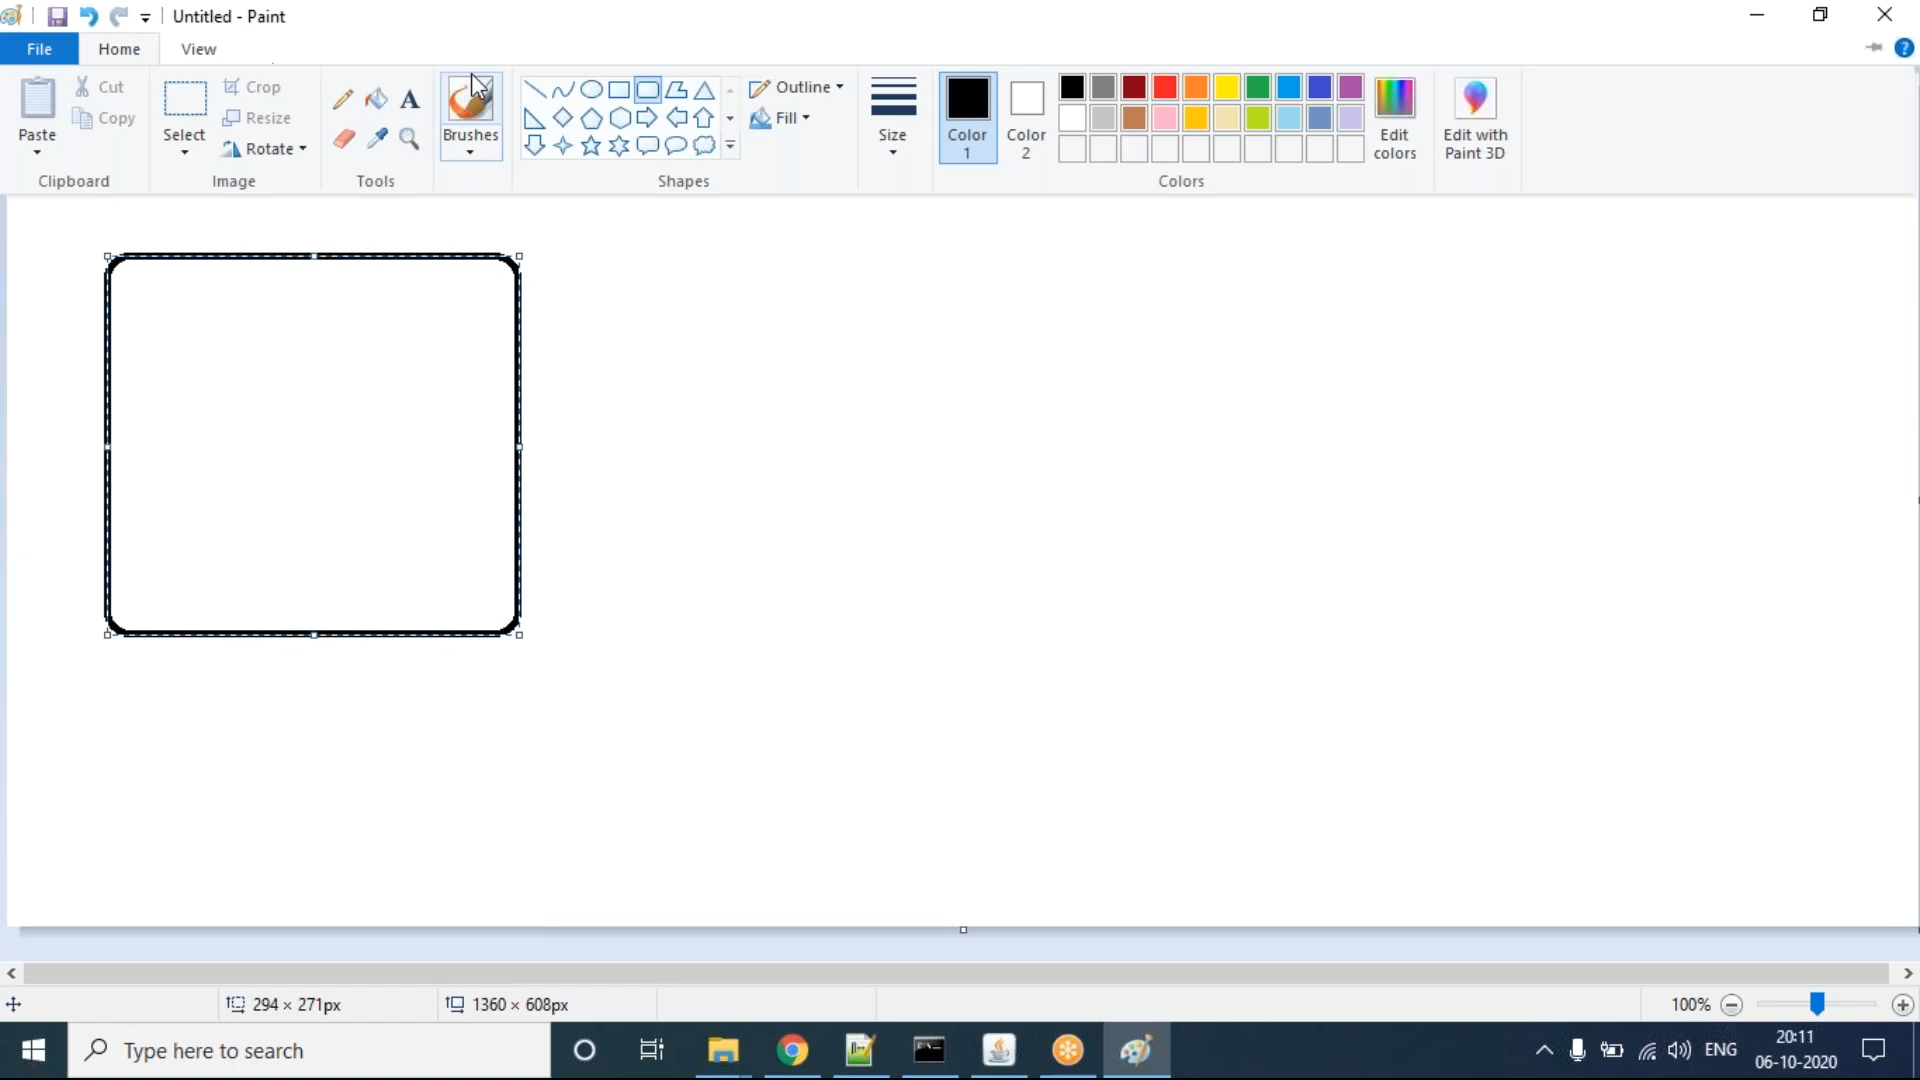 Untitled - Paint
File Home View
Paste
Cut
Copy
Clipboard
Select
Crop
Resize
Rotate
Image
A
Tools
Brushes
Outline
Fill
Shapes
Size
Color 1
Color 2
Edit colors
Colors
Edit with Paint 3D
294 × 271px
1360 × 608px
100%
Type here to search
ENG
20:11
06-10-2020